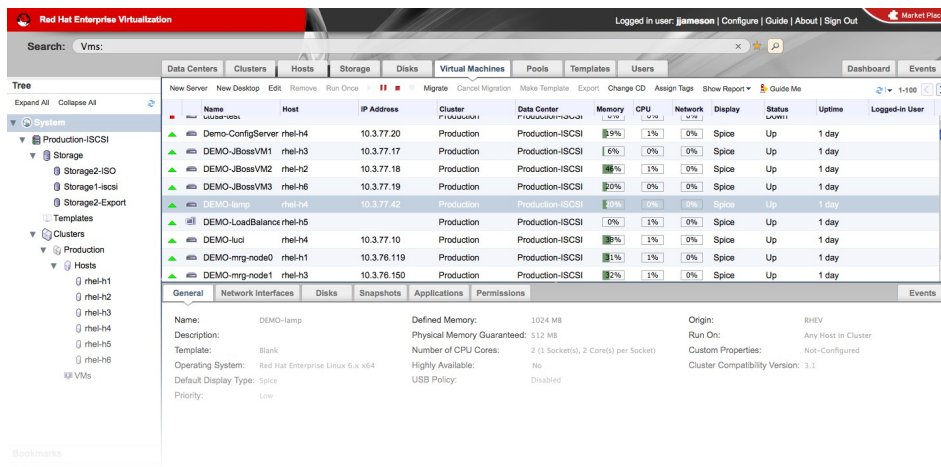 Red Hat Enterprise Virtualization
Logged in user: jjameson | Configure | Guide | About | Sign Out
Market Plac
Search: Vms:
Data Centers Clusters Hosts Storage Disks Virtual Machines Pools Templates Users Dashboard Events
Tree
New Server New Desktop Edit Remove Run Once Migrate Cancel Migration Make Template Export Change CD Assign Tags Show Report Guide Me 1-100
Expand All Collapse All
System
Production-ISCSI
Storage
Storage2-ISO
Storage1-iscsi
Storage2-Export
Templates
Clusters
Production
Hosts
rhel-h1
rhel-h2
rhel-h3
rhel-h4
rhel-h5
rhel-h6
VMs
Bookmarks
Name Host IP Address Cluster Data Center Memory CPU Network Display Status Uptime Logged-in User
ctusa-test Production Production-ISCSI 0% 0% 0% Spice Down
Demo-ConfigServer rhel-h4 10.3.77.20 Production Production-ISCSI 19% 1% 0% Spice Up 1 day
DEMO-JBossVM1 rhel-h3 10.3.77.17 Production Production-ISCSI 6% 0% 0% Spice Up 1 day
DEMO-JBossVM2 rhel-h2 10.3.77.18 Production Production-ISCSI 46% 1% 0% Spice Up 1 day
DEMO-JBossVM3 rhel-h6 10.3.77.19 Production Production-ISCSI 20% 0% 0% Spice Up 1 day
DEMO-lamp rhel-h4 10.3.77.42 Production Production-ISCSI 20% 0% 0% Spice Up 1 day
DEMO-LoadBalance rhel-h5 Production Production-ISCSI 0% 1% 0% Spice Up 1 day
DEMO-luci rhel-h4 10.3.77.10 Production Production-ISCSI 38% 1% 0% Spice Up 1 day
DEMO-mrg-node0 rhel-h1 10.3.76.119 Production Production-ISCSI 31% 1% 0% Spice Up 1 day
DEMO-mrg-node1 rhel-h3 10.3.76.150 Production Production-ISCSI 32% 1% 0% Spice Up 1 day
General Network Interfaces Disks Snapshots Applications Permissions Events
Name: DEMO-lamp
Description:
Template: Blank
Operating System: Red Hat Enterprise Linux 6.x x64
Default Display Type: Spice
Priority: Low
Defined Memory: 1024 MB
Physical Memory Guaranteed: 512 MB
Number of CPU Cores: 2 (1 Socket(s), 2 Core(s) per Socket)
Highly Available: No
USB Policy: Disabled
Origin: RHEV
Run On: Any Host in Cluster
Custom Properties: Not-Configured
Cluster Compatibility Version: 3.1